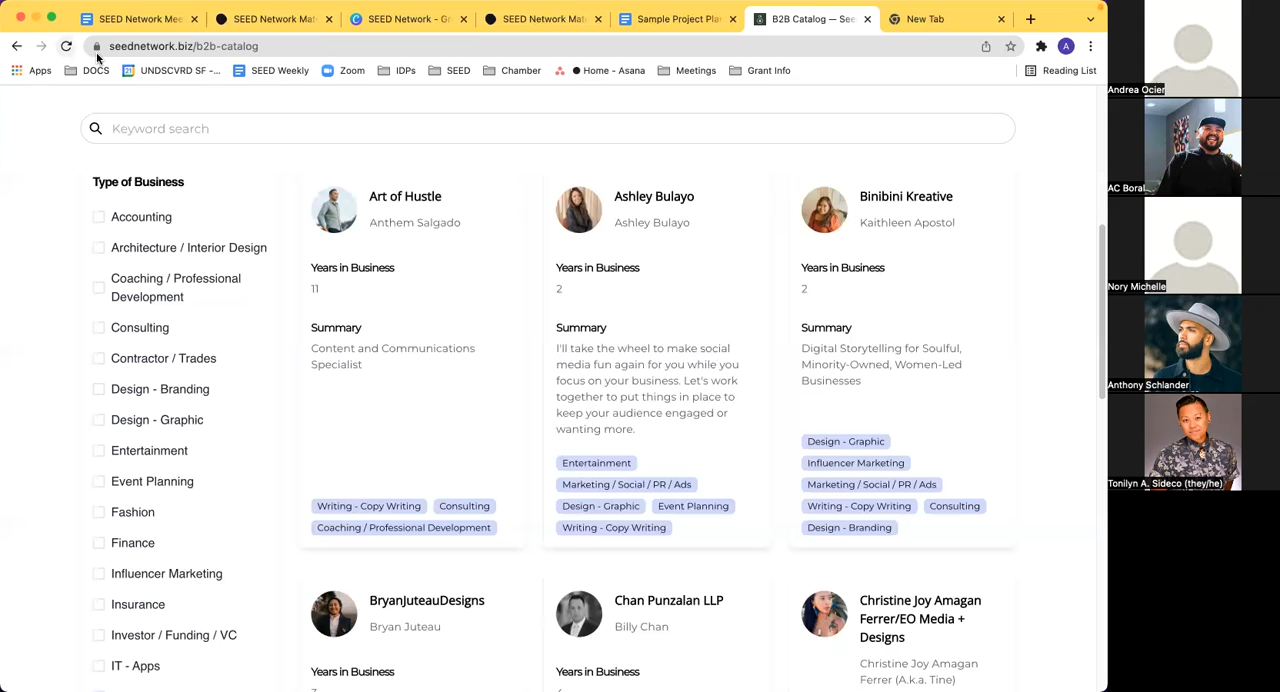 SEED Network Mee
SEED Network Mat
SEED Network - Gr
SEED Network Mat
Sample Project Pla
B2B Catalog — See
New Tab
seednetwork.biz/b2b-catalog
A
Apps
DOCS
UNDSCVRD SF -...
SEED Weekly
Zoom
IDPs
SEED
Chamber
Home - Asana
Meetings
Grant Info
Reading List
Keyword search
Type of Business
Accounting
Architecture / Interior Design
Coaching / Professional
Development
Consulting
Contractor / Trades
Design - Branding
Design - Graphic
Entertainment
Event Planning
Fashion
Finance
Influencer Marketing
Insurance
Investor / Funding / VC
IT - Apps
Art of Hustle
Anthem Salgado
Years in Business
11
Summary
Content and Communications
Specialist
Writing - Copy Writing
Consulting
Coaching / Professional Development
Ashley Bulayo
Ashley Bulayo
Years in Business
2
Summary
I'll take the wheel to make social
media fun again for you while you
focus on your business. Let's work
together to put things in place to
keep your audience engaged or
wanting more.
Entertainment
Marketing / Social / PR / Ads
Design - Graphic
Event Planning
Writing - Copy Writing
Binibini Kreative
Kaithleen Apostol
Years in Business
2
Summary
Digital Storytelling for Soulful,
Minority-Owned, Women-Led
Businesses
Design - Graphic
Influencer Marketing
Marketing / Social / PR / Ads
Writing - Copy Writing
Consulting
Design - Branding
BryanJuteauDesigns
Bryan Juteau
Years in Business
Chan Punzalan LLP
Billy Chan
Years in Business
Christine Joy Amagan
Ferrer/EO Media +
Designs
Christine Joy Amagan
Ferrer (A.k.a. Tine)
Andrea Ocier
AC Boral
Nory Michelle
Anthony Schlander
Tonilyn A. Sideco (they/he)